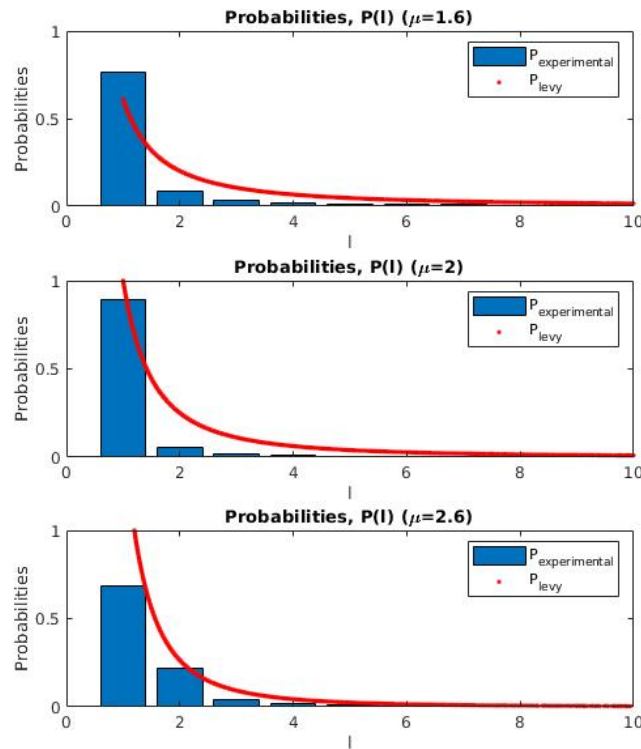 Probabilities, P(l) (μ=1.6)
1
0.5
0
Probabilities
P_experimental
P_levy
0 2 4 6 8 10
l
Probabilities, P(l) (μ=2)
1
0.5
0
Probabilities
P_experimental
P_levy
0 2 4 6 8 10
l
Probabilities, P(l) (μ=2.6)
1
0.5
0
Probabilities
P_experimental
P_levy
0 2 4 6 8 10
l